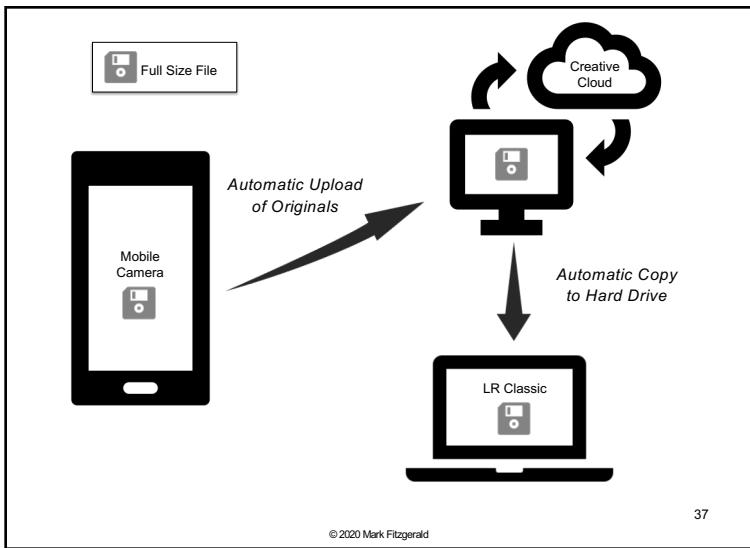 Full Size File
Creative
Cloud
Automatic Upload
of Originals
Mobile
Camera
Automatic Copy
to Hard Drive
LR Classic
37
© 2020 Mark Fitzgerald